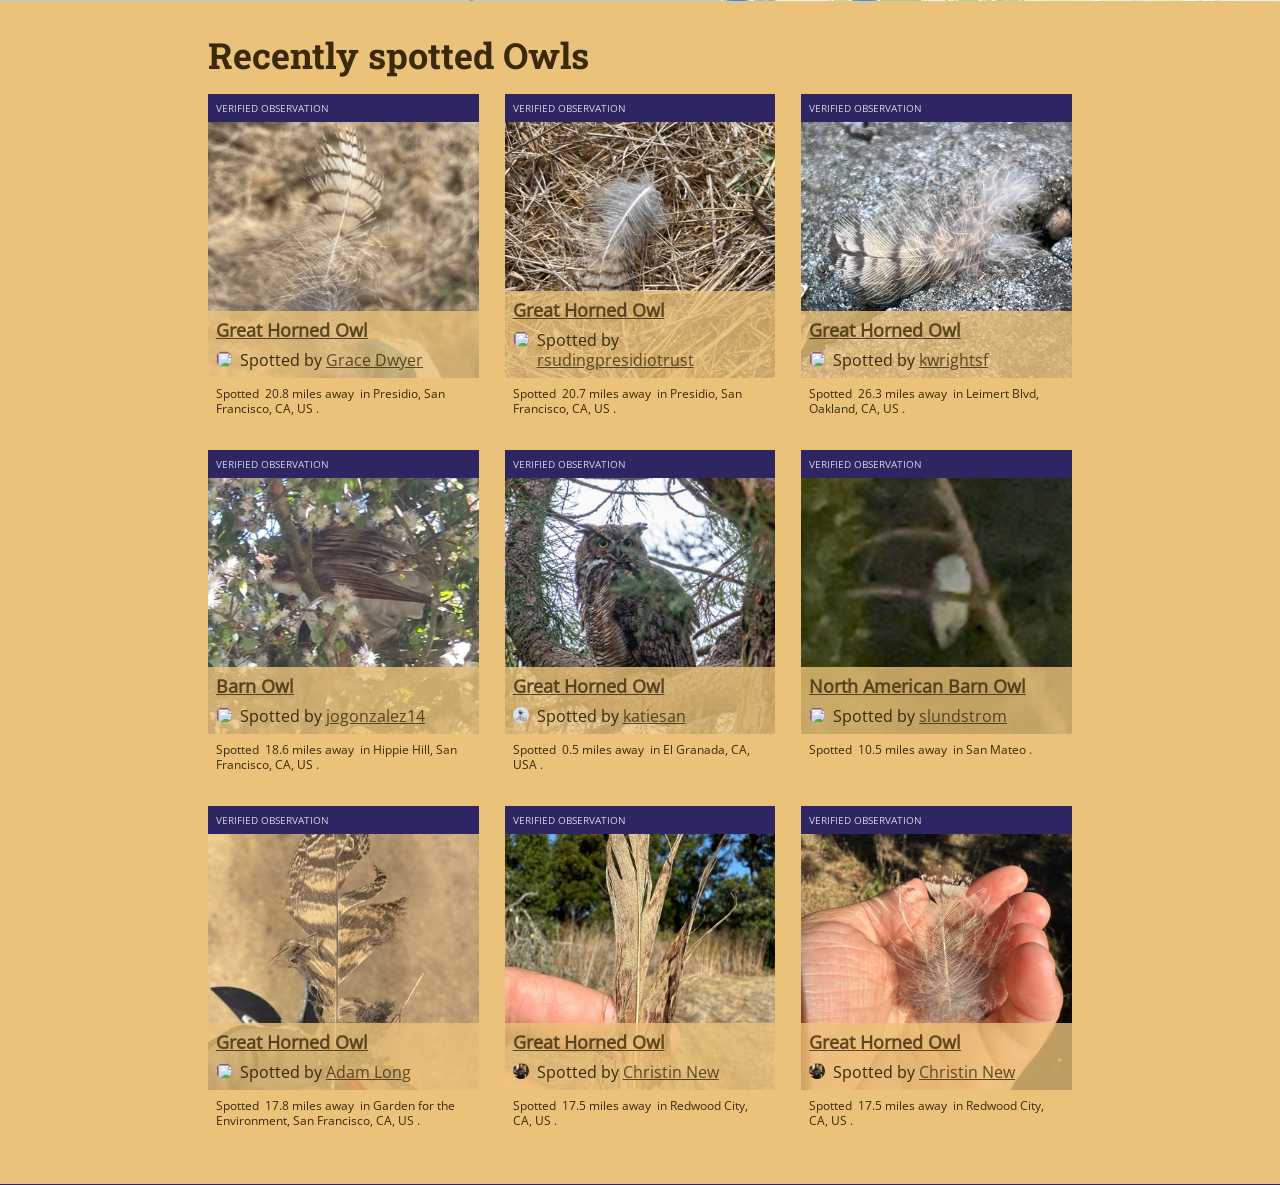 Recently spotted Owls
VERIFIED OBSERVATION
Great Horned Owl
Spotted by Grace Dwyer
Spotted 20.8 miles away in Presidio, San
Francisco, CA, US .
VERIFIED OBSERVATION
Great Horned Owl
Spotted by
rsudingpresidiotrust
Spotted 20.7 miles away in Presidio, San
Francisco, CA, US .
VERIFIED OBSERVATION
Great Horned Owl
Spotted by kwrightsf
Spotted 26.3 miles away in Leimert Blvd,
Oakland, CA, US .
VERIFIED OBSERVATION
Barn Owl
Spotted by jogonzalez14
Spotted 18.6 miles away in Hippie Hill, San
Francisco, CA, US .
VERIFIED OBSERVATION
Great Horned Owl
Spotted by katiesan
Spotted 0.5 miles away in El Granada, CA,
USA .
VERIFIED OBSERVATION
North American Barn Owl
Spotted by slundstrom
Spotted 10.5 miles away in San Mateo .
VERIFIED OBSERVATION
Great Horned Owl
Spotted by Adam Long
Spotted 17.8 miles away in Garden for the
Environment, San Francisco, CA, US .
VERIFIED OBSERVATION
Great Horned Owl
Spotted by Christin New
Spotted 17.5 miles away in Redwood City,
CA, US .
VERIFIED OBSERVATION
Great Horned Owl
Spotted by Christin New
Spotted 17.5 miles away in Redwood City,
CA, US .